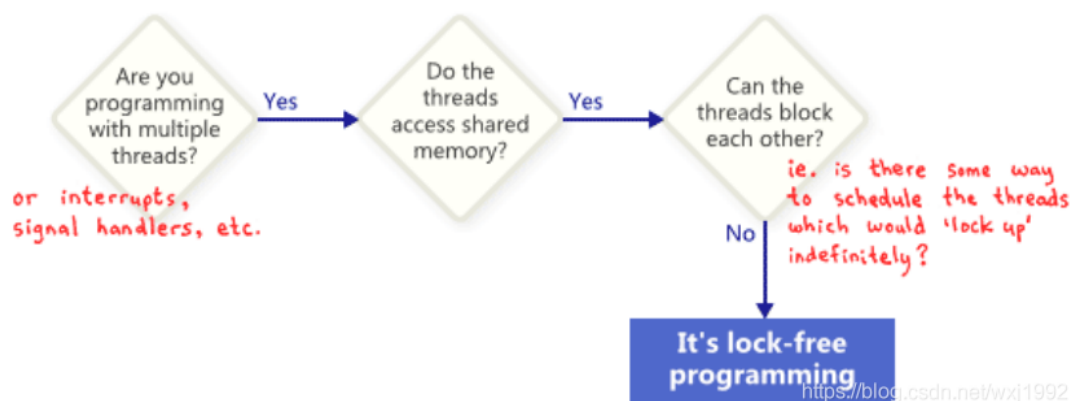 Are you
programming
with multiple
threads?
or interrupts,
signal handlers, etc.
Yes
Do the
threads
access shared
memory?
Yes
Can the
threads block
each other?
ie. is there some way
to schedule the threads
which would 'lock up'
indefinitely?
No
It's lock-free
programming
https://blog.csdn.net/wxj1992